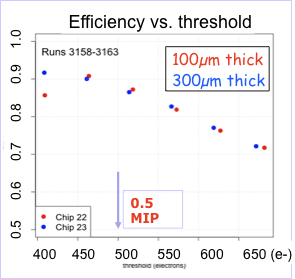 Efficiency vs. threshold
Runs 3158-3163
100μm thick
300μm thick
1.0
0.9
0.8
0.7
0.6
0.5
0.5
MIP
Chip 22
Chip 23
400 450 500 550 600 650 (e-)
threshold (electrons)